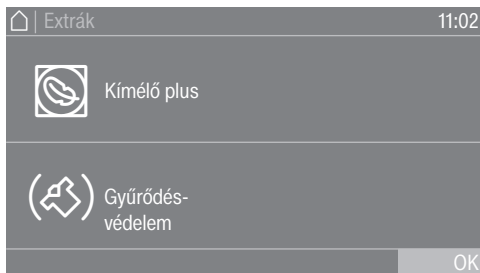 | Extrák 11:02
Kímélő plus
Gyűrődés-
védelem
OK